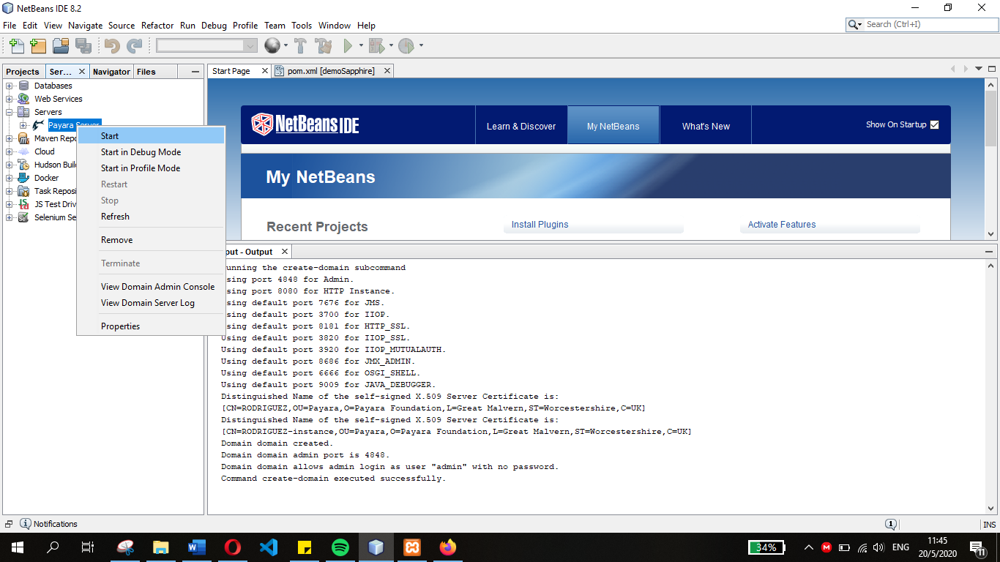 NetBeans IDE 8.2
File Edit View Navigate Source Refactor Run Debug Profile Team Tools Window Help
Search (Ctrl+I)
Projects Ser... Navigator Files
Databases
Web Services
Servers
Payara Server
Maven Repo
Cloud
Hudson Buil
Docker
Task Reposi
JS Test Driv
Selenium Se
Start
Start in Debug Mode
Start in Profile Mode
Restart
Stop
Refresh
Remove
Terminate
View Domain Admin Console
View Domain Server Log
Properties
Start Page pom.xml [demoSapphire]
NetBeans IDE
Learn & Discover My NetBeans What's New
Show On Startup
My NetBeans
Recent Projects Install Plugins Activate Features
put - Output
unning the create-domain subcommand
sing port 4848 for Admin.
sing port 8080 for HTTP Instance.
sing default port 7676 for JMS.
sing default port 3700 for IIOP.
sing default port 8181 for HTTP_SSL.
Using default port 3820 for IIOP_SSL.
Using default port 3920 for IIOP_MUTUALAUTH.
Using default port 8686 for JMX_ADMIN.
Using default port 6666 for OSGI_SHELL.
Using default port 9009 for JAVA_DEBUGGER.
Distinguished Name of the self-signed X.509 Server Certificate is:
[CN=RODRIGUEZ,OU=Payara,O=Payara Foundation,L=Great Malvern,ST=Worcestershire,C=UK]
Distinguished Name of the self-signed X.509 Server Certificate is:
[CN=RODRIGUEZ-instance,OU=Payara,O=Payara Foundation,L=Great Malvern,ST=Worcestershire,C=UK]
Domain domain created.
Domain domain admin port is 4848.
Domain domain allows admin login as user "admin" with no password.
Command create-domain executed successfully.
Notifications
1
INS
34%
ENG
11:45
20/5/2020
11